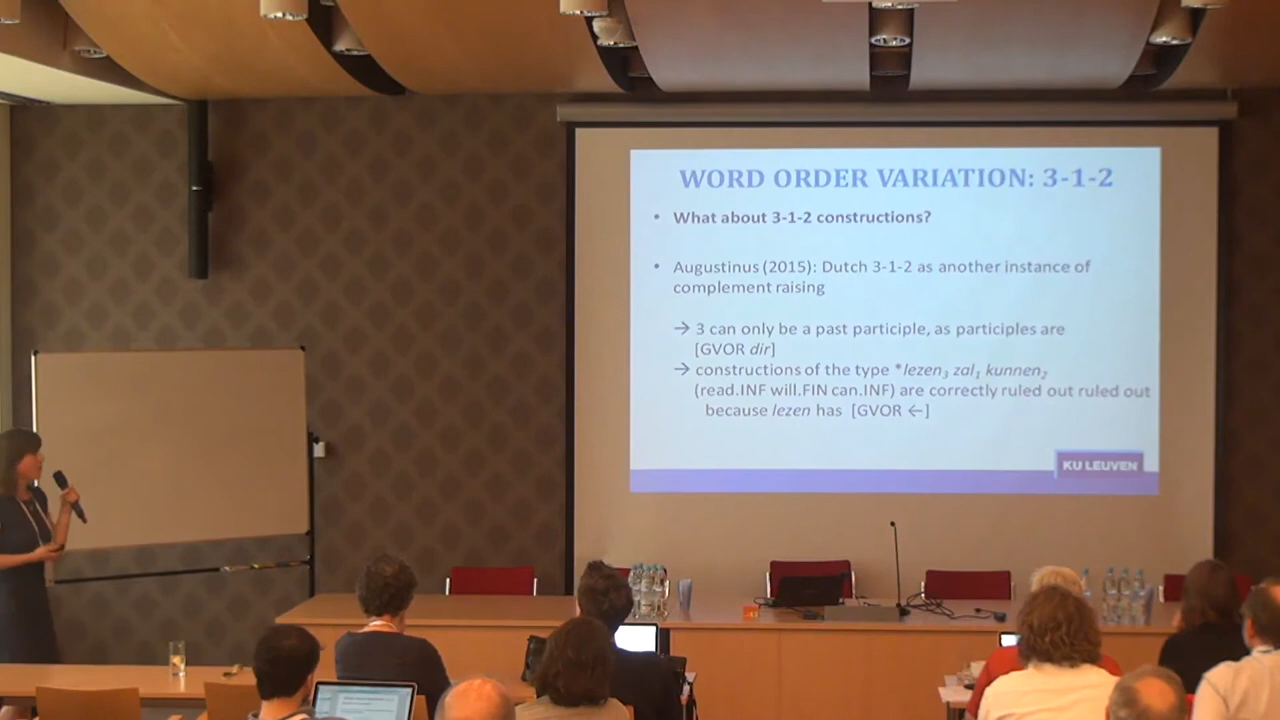 WORD ORDER VARIATION: 3-1-2
• What about 3-1-2 constructions?
• Augustinus (2015): Dutch 3-1-2 as another instance of
complement raising
→ 3 can only be a past participle, as participles are
[GVOR dir]
→ constructions of the type *lezen₃ zal₁ kunnen₂
(read.INF will.FIN can.INF) are correctly ruled out ruled out
because lezen has [GVOR ←]
KU LEUVEN